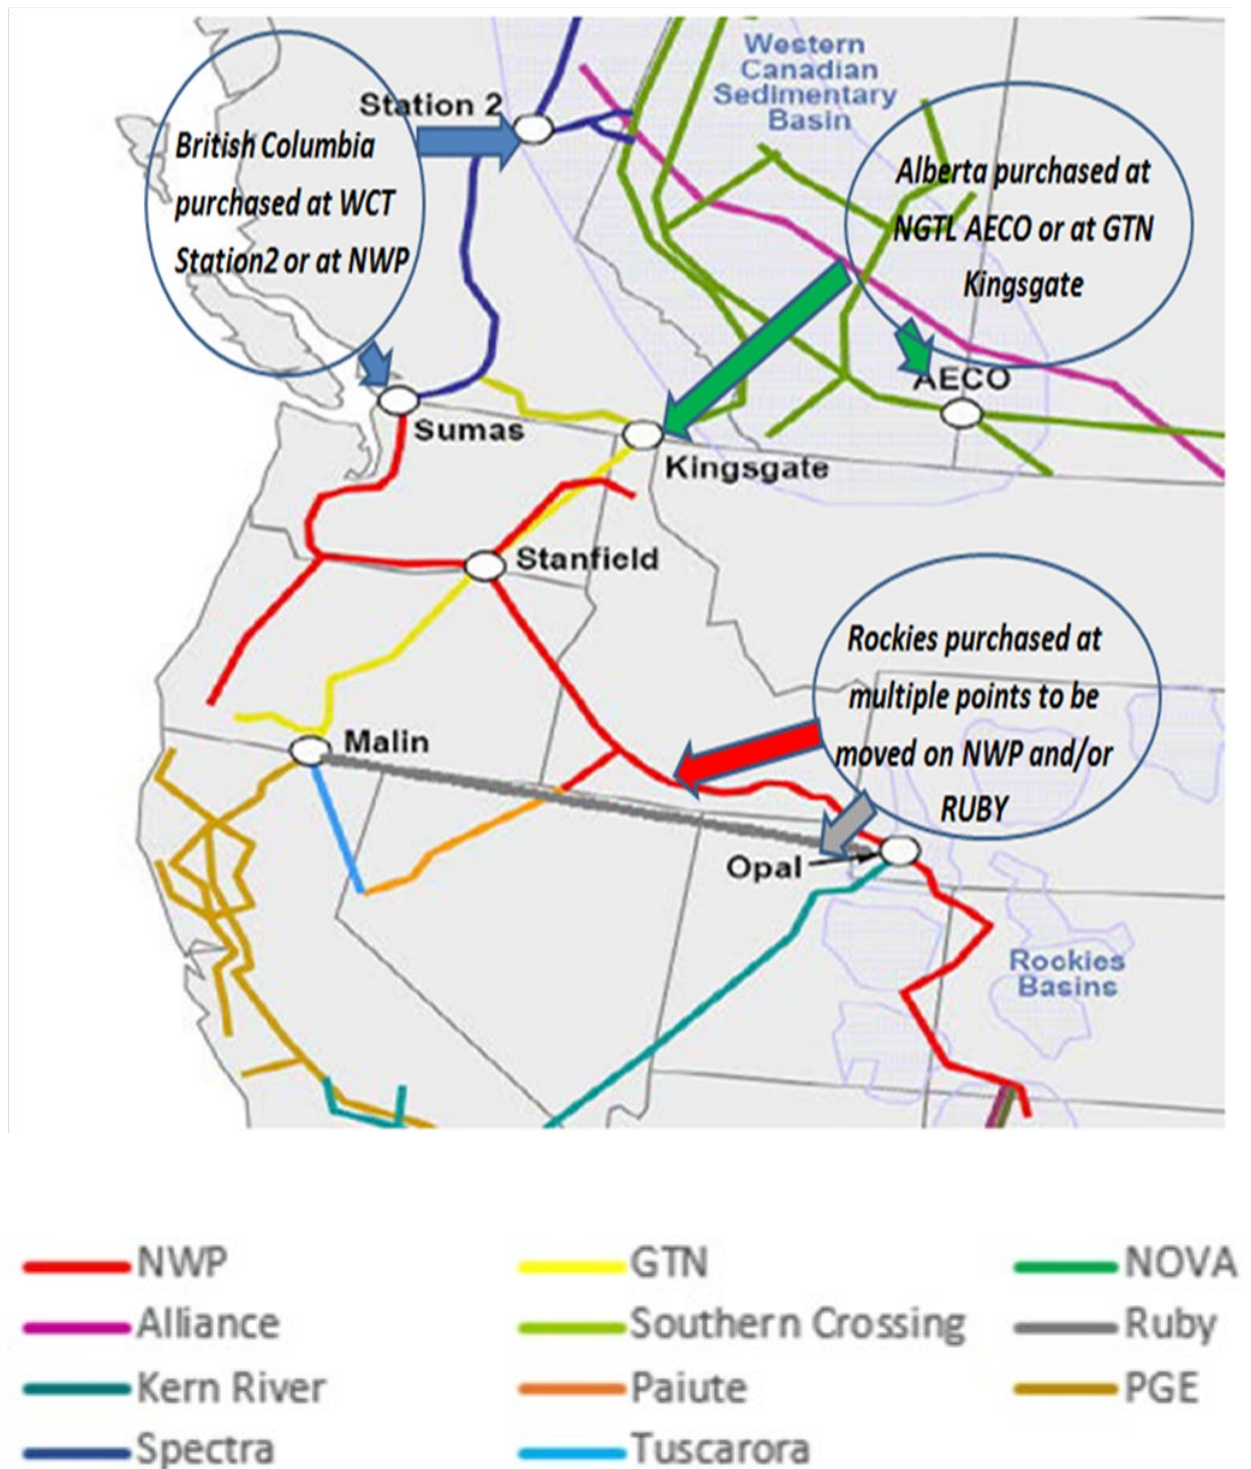 Western
Canadian
Sedimentary
Basin
Station 2
British Columbia
purchased at WCT
Station2 or at NWP
Alberta purchased at
NGTL AECO or at GTN
Kingsgate
AECO
Sumas
Kingsgate
Stanfield
Rockies purchased at
multiple points to be
moved on NWP and/or
RUBY
Malin
Opal
Rockies
Basins
NWP
GTN
NOVA
Alliance
Southern Crossing
Ruby
Kern River
Paiute
PGE
Spectra
Tuscarora